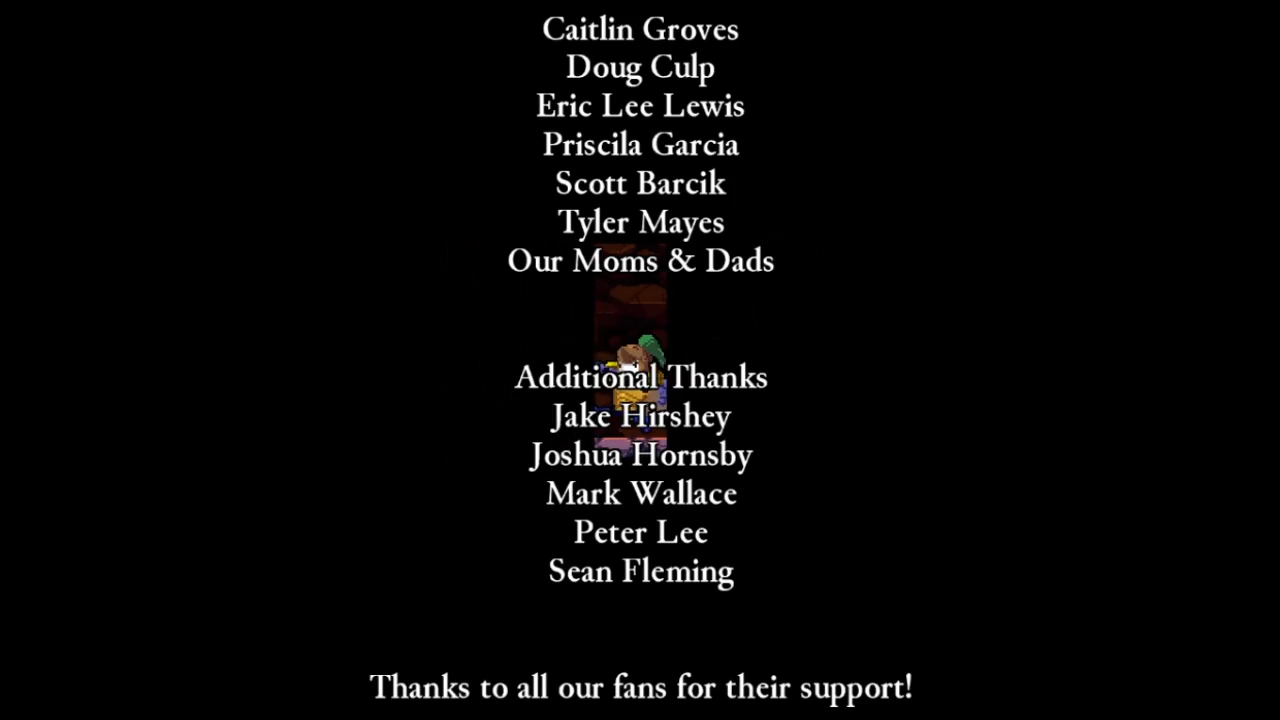 Caitlin Groves
Doug Culp
Eric Lee Lewis
Priscila Garcia
Scott Barcik
Tyler Mayes
Our Moms & Dads
Additional Thanks
Jake Hirshey
Joshua Hornsby
Mark Wallace
Peter Lee
Sean Fleming
Thanks to all our fans for their support!